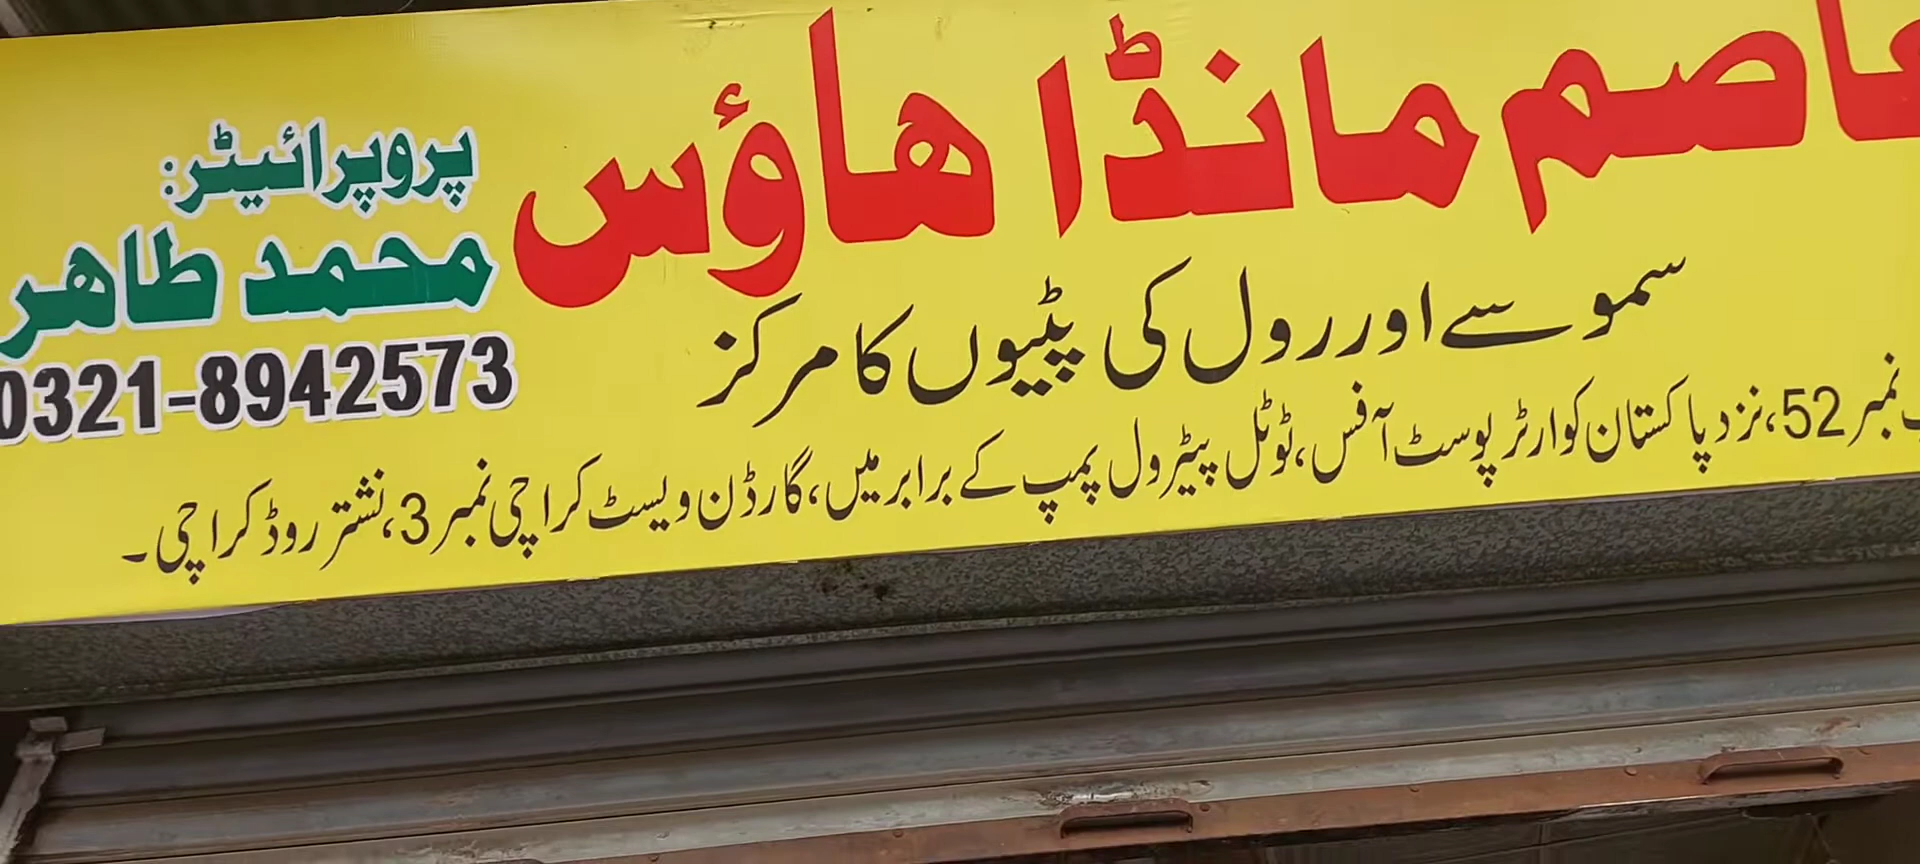 عاصم مانڈا ھاؤس
سموسے اور رول کی پٹیوں کا مرکز
نمبر 52، نزد پاکستان کوارٹر پوسٹ آفس، ٹوٹل پیٹرول پمپ کے برابر میں، گارڈن ویسٹ کراچی نمبر 3، نشتر روڈ کراچی۔
پروپرائیٹر:
محمد طاھر
0321-8942573